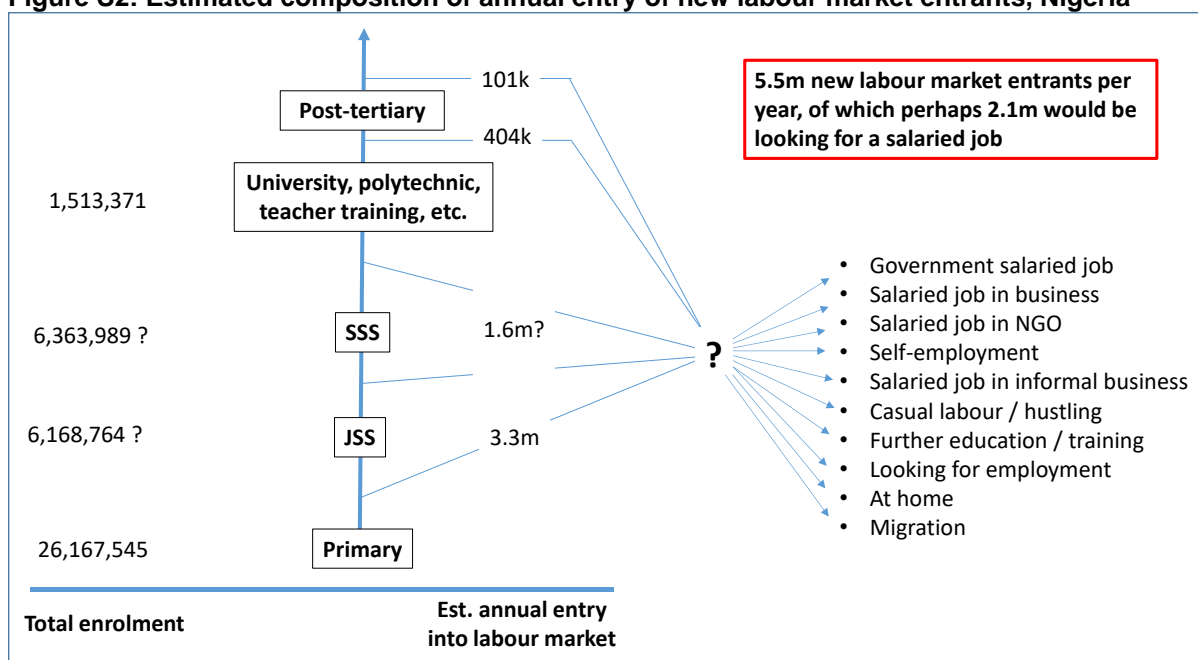 Figure S2: Estimated composition of annual entry of new labour market entrants, Nigeria
101k
5.5m new labour market entrants per
year, of which perhaps 2.1m would be
looking for a salaried job
Post-tertiary
404k
University, polytechnic,
teacher training, etc.
1,513,371
• Government salaried job
• Salaried job in business
• Salaried job in NGO
• Self-employment
• Salaried job in informal business
• Casual labour / hustling
• Further education / training
• Looking for employment
• At home
• Migration
6,363,989 ?
SSS
1.6m?
?
6,168,764 ?
JSS
3.3m
26,167,545
Primary
Total enrolment
Est. annual entry
into labour market